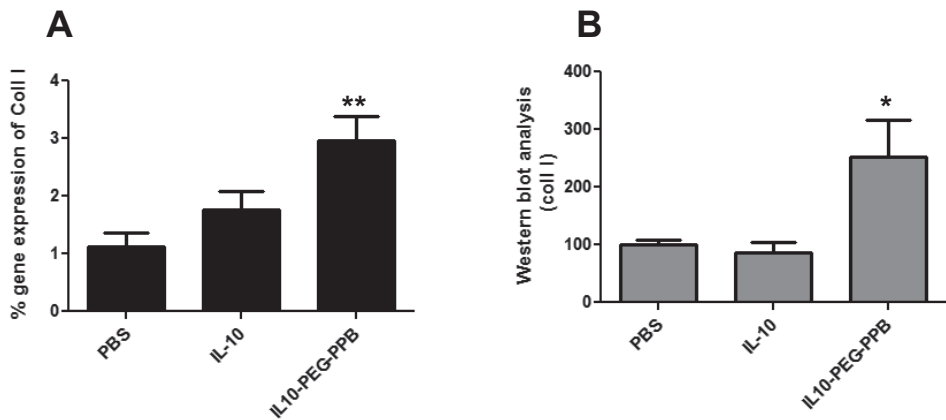 A
% gene expression of Coll I
4
3
2
1
0
**
PBS
IL-10
IL10-PEG-PPB
B
Western blot analysis
(coll I)
400
300
200
100
0
*
PBS
IL-10
IL10-PEG-PPB